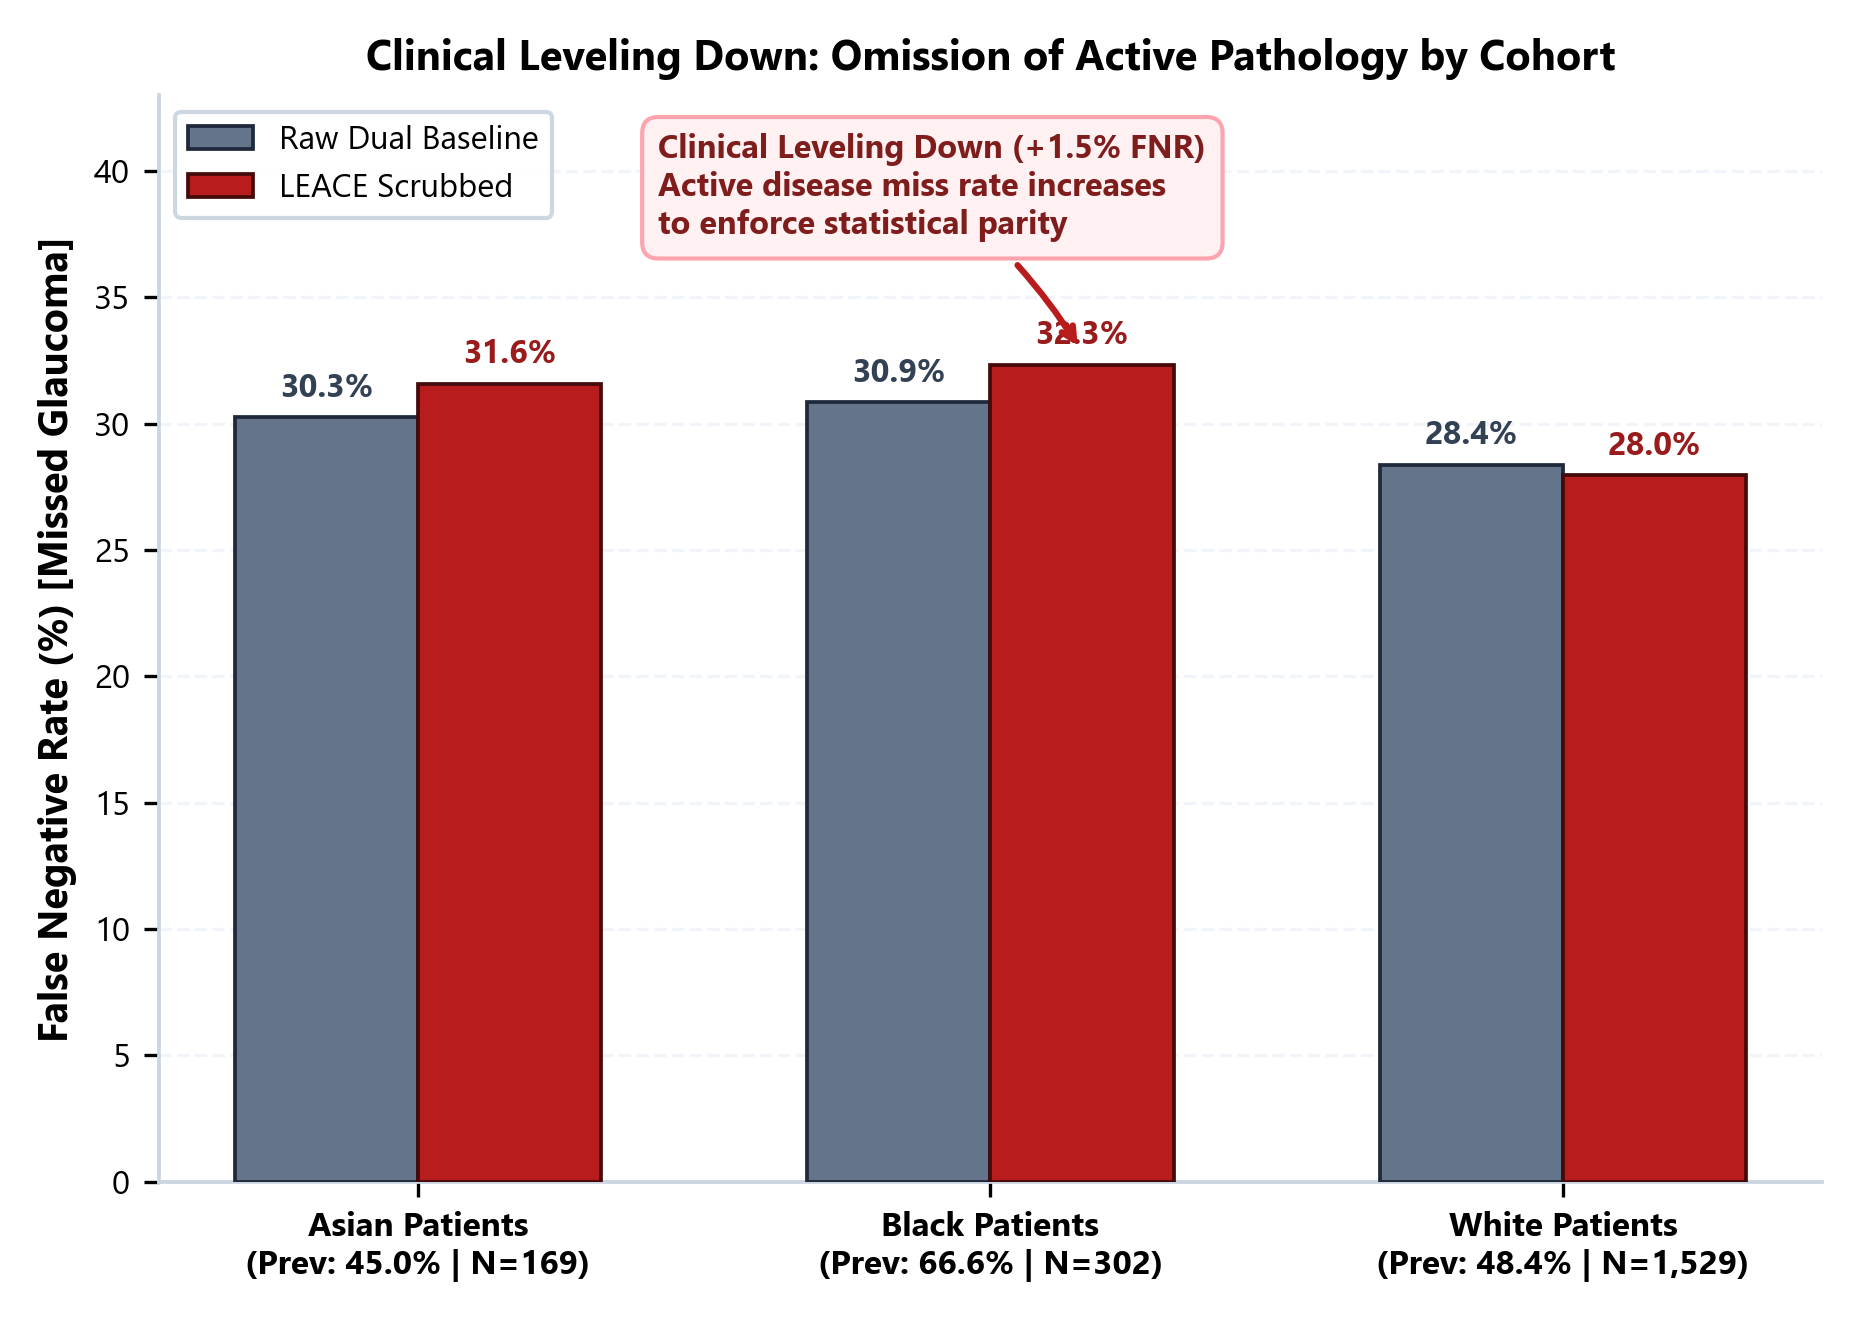 Clinical Leveling Down: Omission of Active Pathology by Cohort
Raw Dual Baseline
LEACE Scrubbed
Clinical Leveling Down (+1.5% FNR)
Active disease miss rate increases
to enforce statistical parity
False Negative Rate (%) [Missed Glaucoma]
40
35
30
25
20
15
10
5
0
30.3%
31.6%
30.9%
32.3%
28.4%
28.0%
Asian Patients
(Prev: 45.0% | N=169)
Black Patients
(Prev: 66.6% | N=302)
White Patients
(Prev: 48.4% | N=1,529)